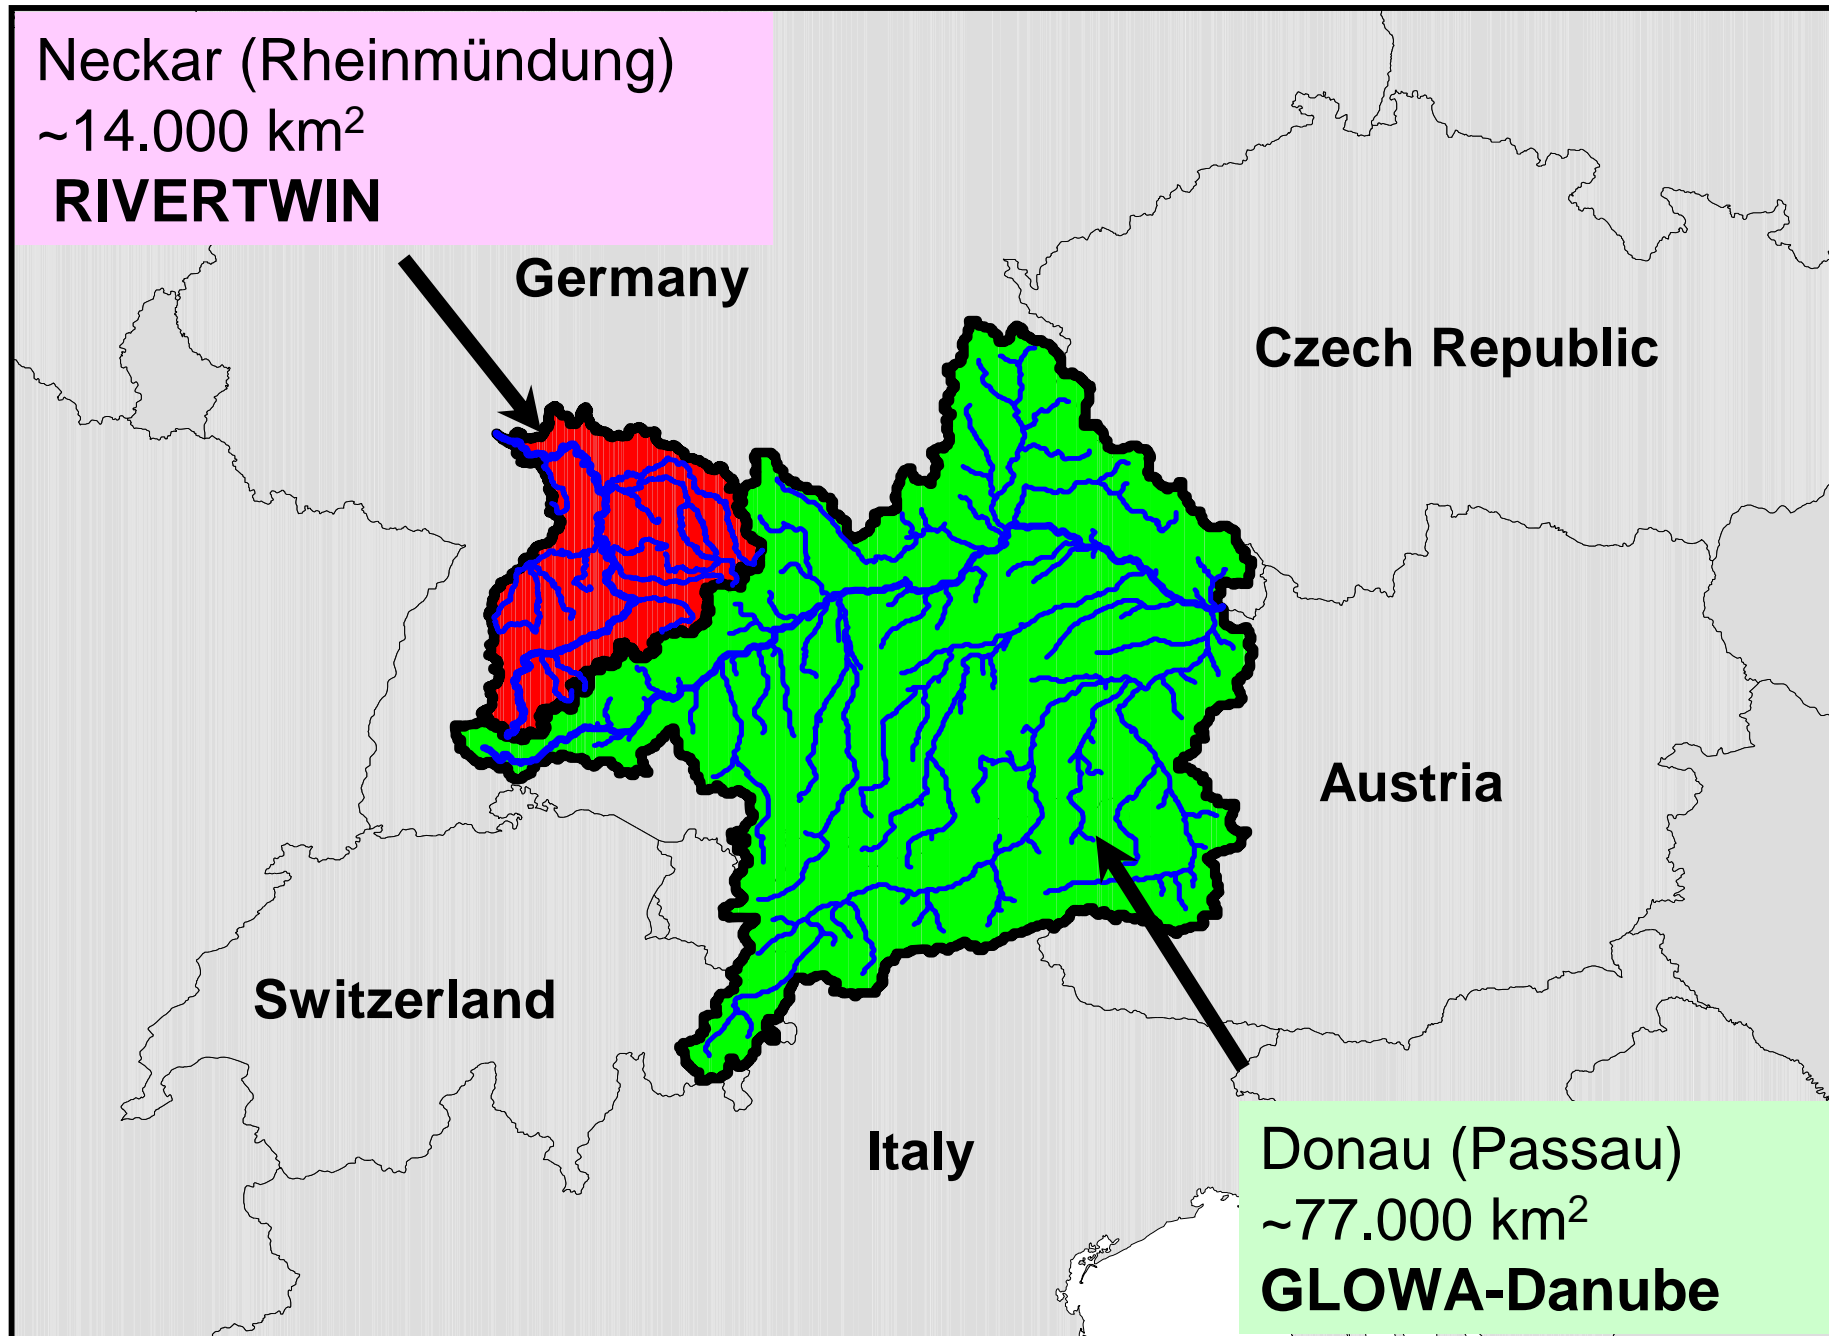 Neckar (Rheinmündung)
~14.000 km²
RIVERTWIN
Germany
Czech Republic
Austria
Switzerland
Italy
Donau (Passau)
~77.000 km²
GLOWA-Danube